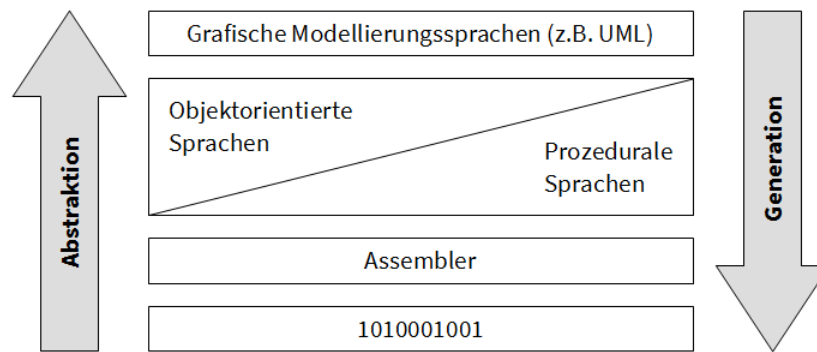 Grafische Modellierungssprachen (z.B. UML)
Objektorientierte
Sprachen
Prozedurale
Sprachen
Assembler
1010001001
Abstraktion
Generation